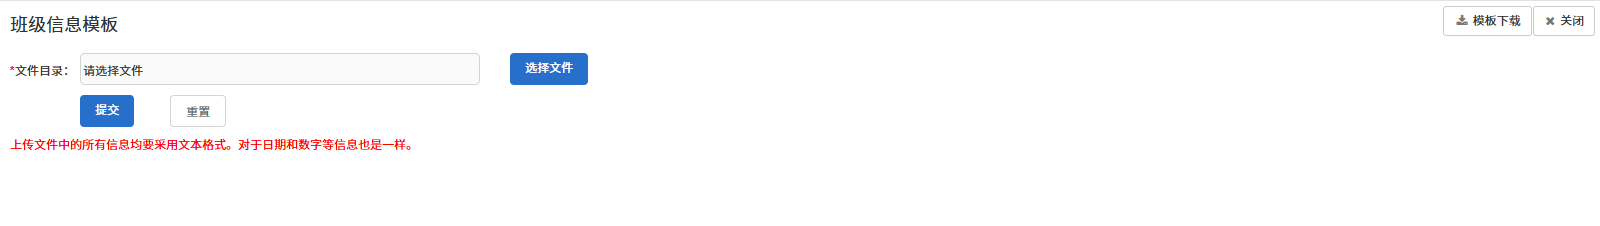 班级信息模板
模板下载
关闭
*文件目录：
请选择文件
选择文件
提交
重置
上传文件中的所有信息均要采用文本格式。对于日期和数字等信息也是一样。